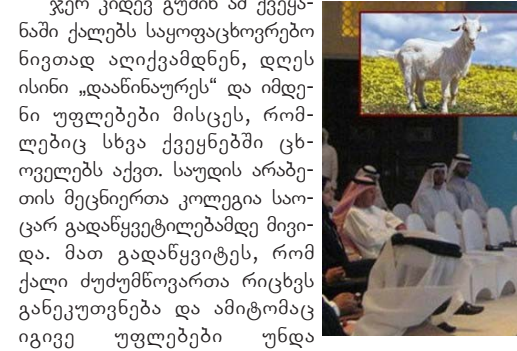 ჯერ კიდევ გუშინ ამ ქვეყა-
ნაში ქალებს საყოფაცხოვრებო
ნივთად აღიქვამდნენ, დღეს
ისინი „დააწინაურეს“ და იმდე-
ნი უფლებები მისცეს, რომ-
ლებიც სხვა ქვეყნებში ცხ-
ოველებს აქვთ. საუდის არაბე-
თის მეცნიერთა კოლეგია საო-
ცარ გადაწყვეტილებამდე მივი-
და. მათ გადაწყვიტეს, რომ
ქალი ძუძუმწოვართა რიცხვს
განეკუთვნება და ამიტომაც
იგივე უფლებები უნდა